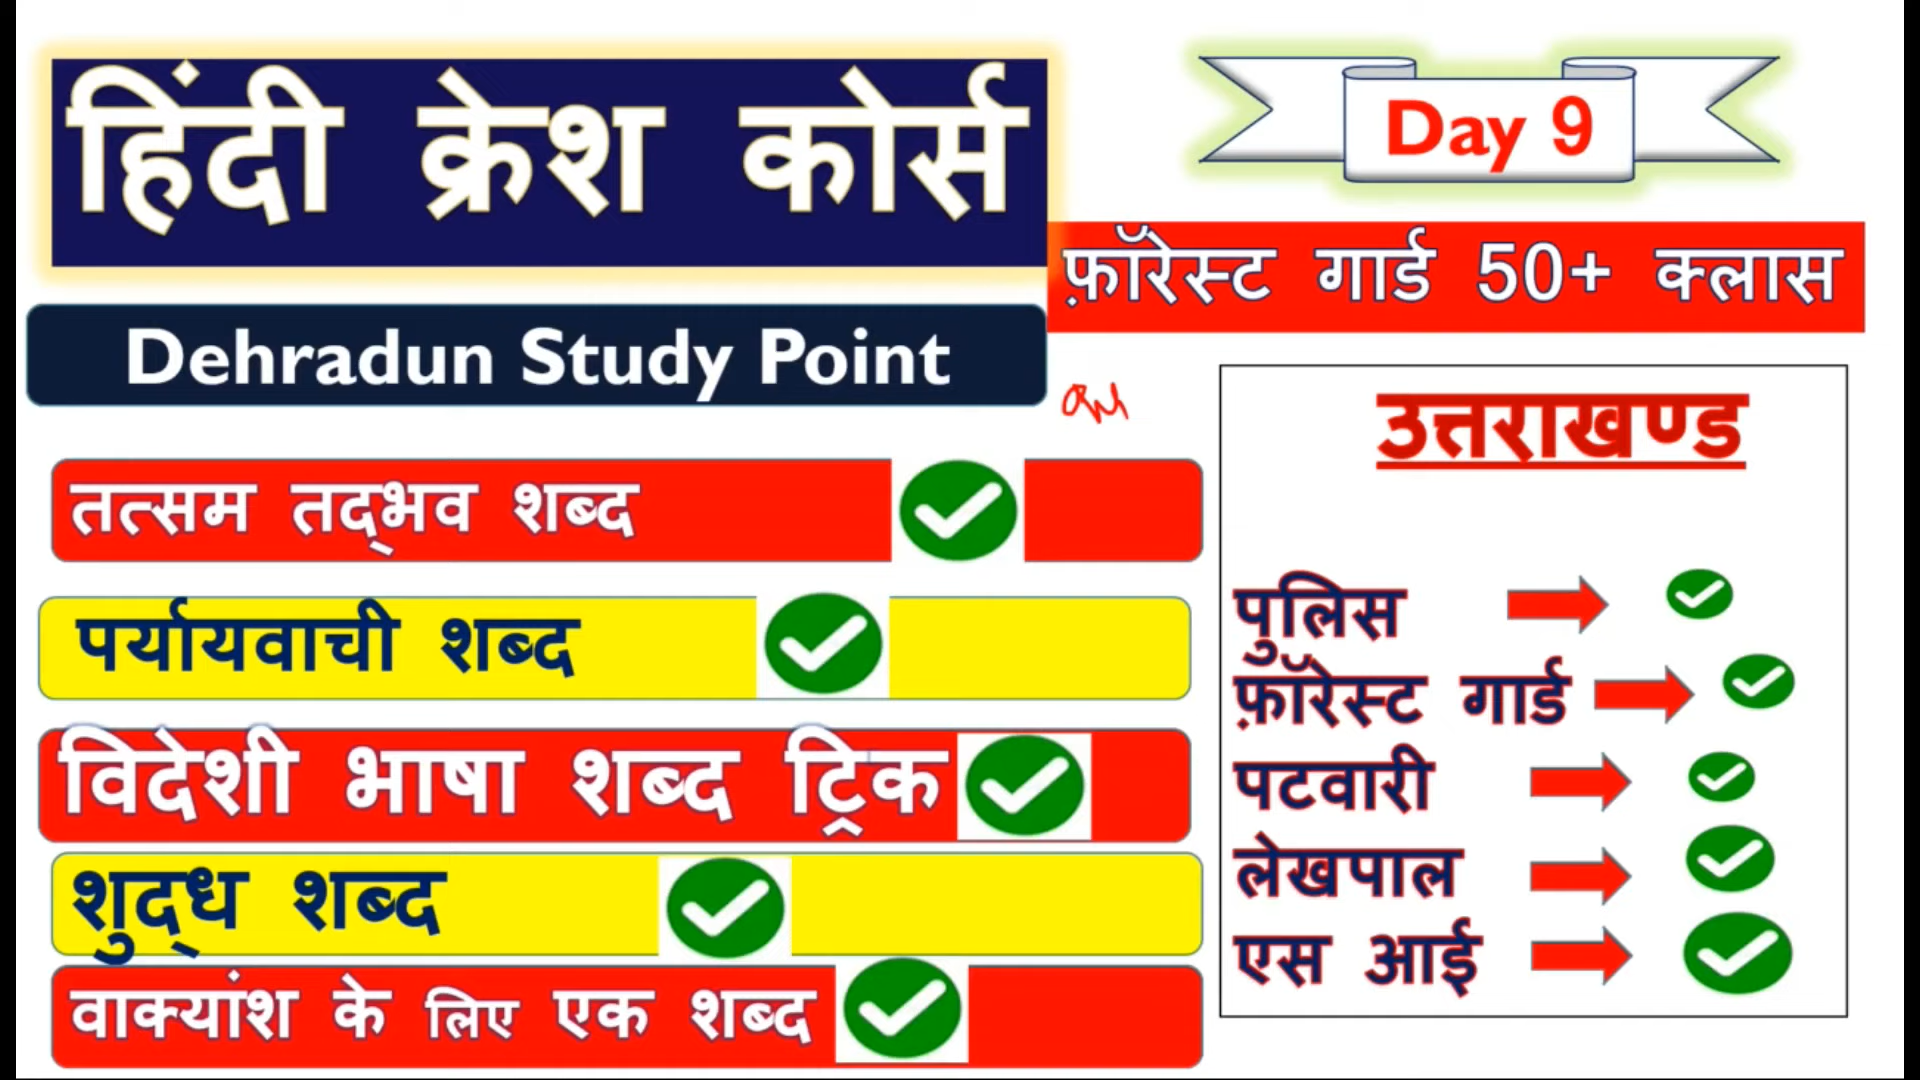 हिंदी क्रेश कोर्स
Day 9
फ़ॉरेस्ट गार्ड 50+ क्लास
Dehradun Study Point
तत्सम तद्भव शब्द
पर्यायवाची शब्द
विदेशी भाषा शब्द ट्रिक
शुद्ध शब्द
वाक्यांश के लिए एक शब्द
उत्तराखण्ड
पुलिस
फ़ॉरेस्ट गार्ड
पटवारी
लेखपाल
एस आई